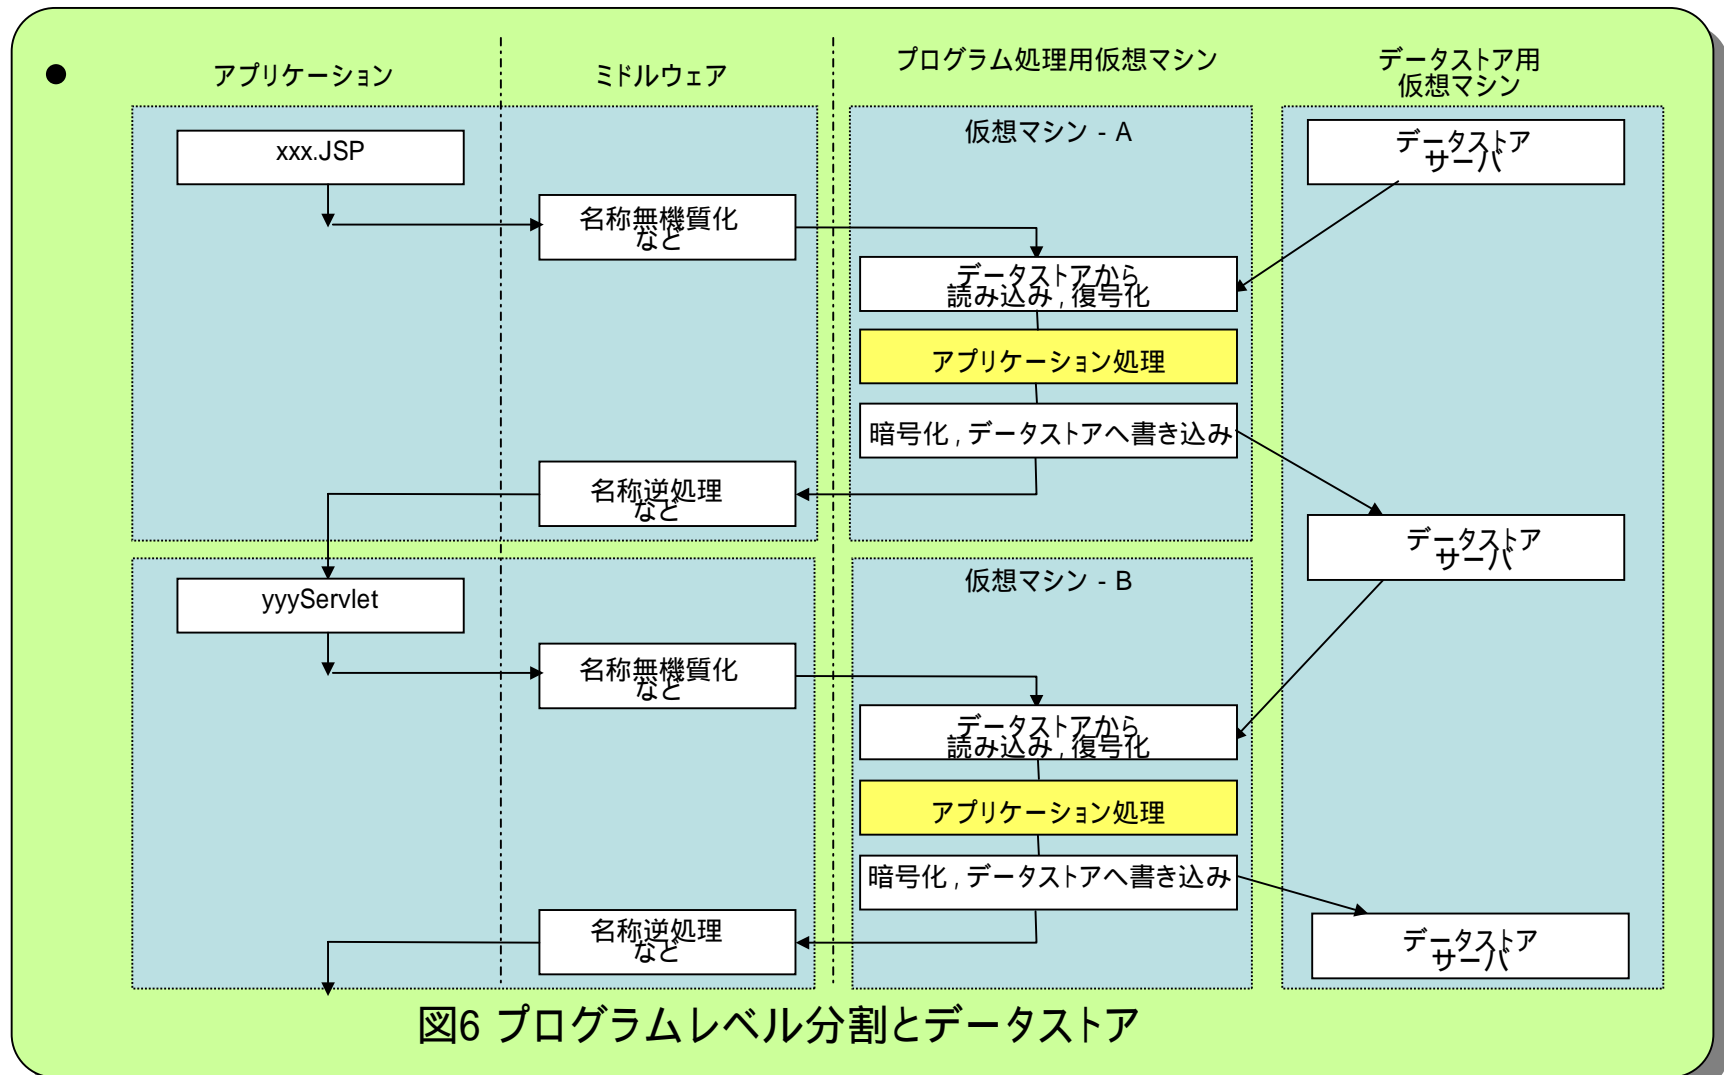 ●
アプリケーション
ミドルウェア
プログラム処理用仮想マシン
データストア用
仮想マシン
xxx.JSP
仮想マシン - A
データストア
サーバ
名称無機質化
など
データストアから
読み込み , 復号化
アプリケーション処理
暗号化 , データストアへ書き込み
名称逆処理
など
データストア
サーバ
yyyServlet
仮想マシン - B
名称無機質化
など
データストアから
読み込み , 復号化
アプリケーション処理
暗号化 , データストアへ書き込み
名称逆処理
など
データストア
サーバ
図6 プログラムレベル分割とデータストア